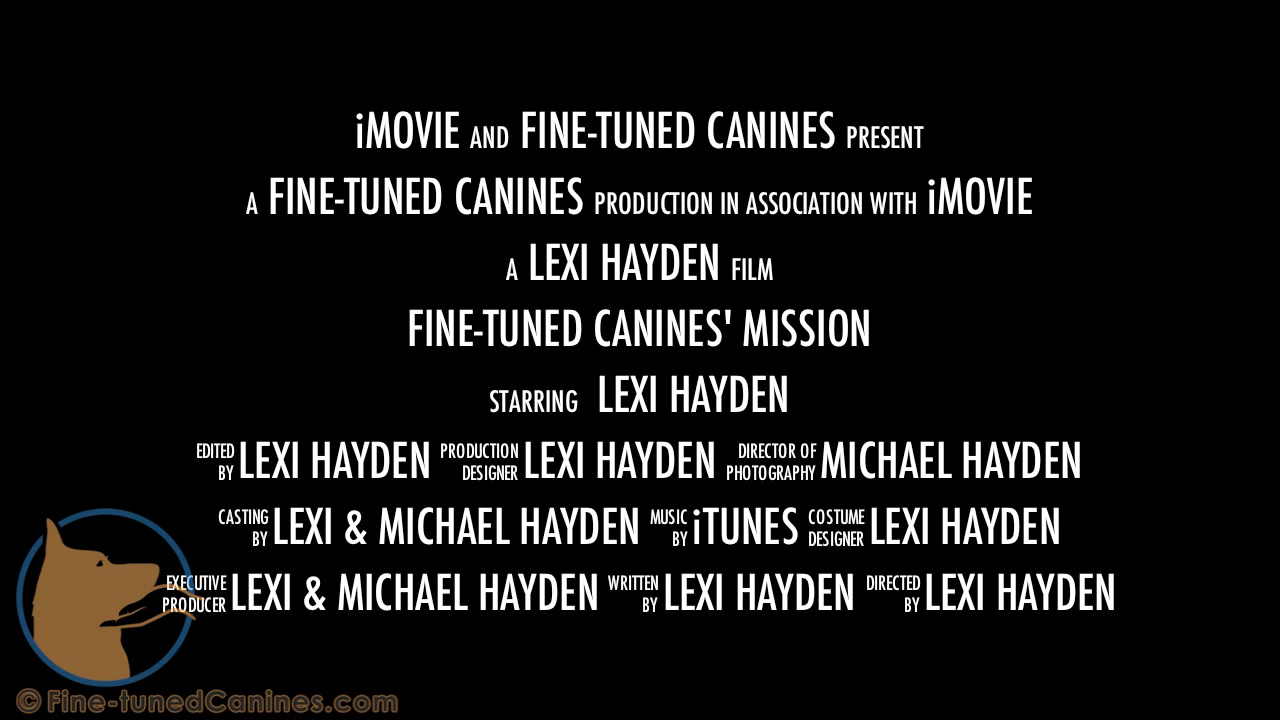 iMOVIE AND FINE-TUNED CANINES PRESENT
A FINE-TUNED CANINES PRODUCTION IN ASSOCIATION WITH iMOVIE
A LEXI HAYDEN FILM
FINE-TUNED CANINES' MISSION
STARRING LEXI HAYDEN
EDITED BY LEXI HAYDEN PRODUCTION DESIGNER LEXI HAYDEN DIRECTOR OF PHOTOGRAPHY MICHAEL HAYDEN
CASTING BY LEXI & MICHAEL HAYDEN MUSIC BY iTUNES COSTUME DESIGNER LEXI HAYDEN
EXECUTIVE PRODUCER LEXI & MICHAEL HAYDEN WRITTEN BY LEXI HAYDEN DIRECTED BY LEXI HAYDEN
© Fine-tunedCanines.com